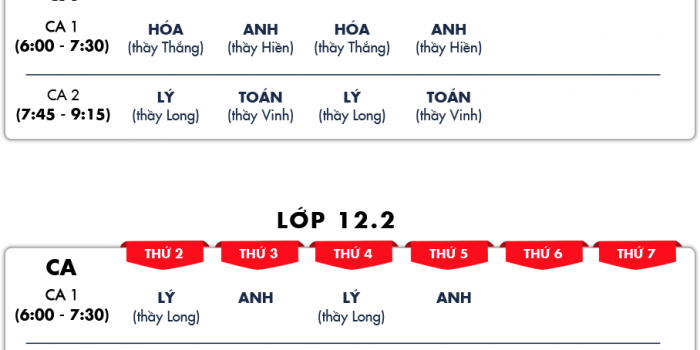 CA 1 HÓA ANH HÓA ANH
(6:00 - 7:30) (thầy Thắng) (thầy Hiền) (thầy Thắng) (thầy Hiền)
CA 2 LÝ TOÁN LÝ TOÁN
(7:45 - 9:15) (thầy Long) (thầy Vinh) (thầy Long) (thầy Vinh)
LỚP 12.2
CA THỨ 2 THỨ 3 THỨ 4 THỨ 5 THỨ 6 THỨ 7
CA 1 LÝ ANH LÝ ANH
(6:00 - 7:30) (thầy Long) (thầy Long)